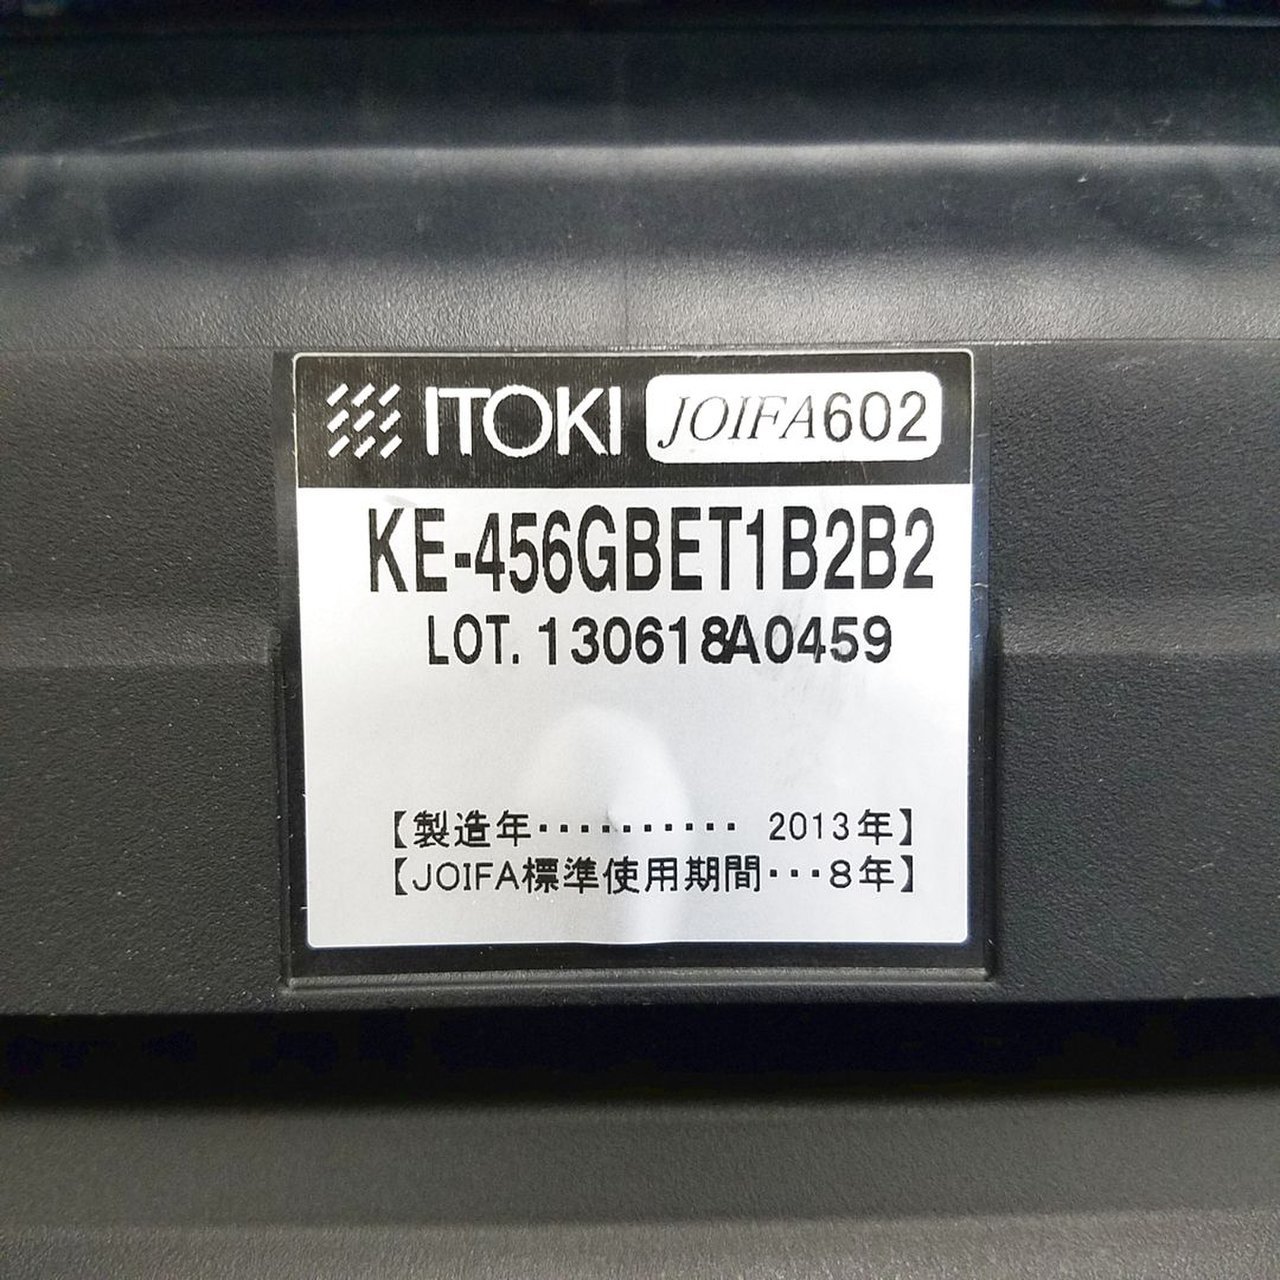 ITOKI JOIFA602
KE-456GBET1B2B2
LOT. 130618A0459
【製造年・・・・・・・・・・ 2013年】
【JOIFA標準使用期間・・・8年】